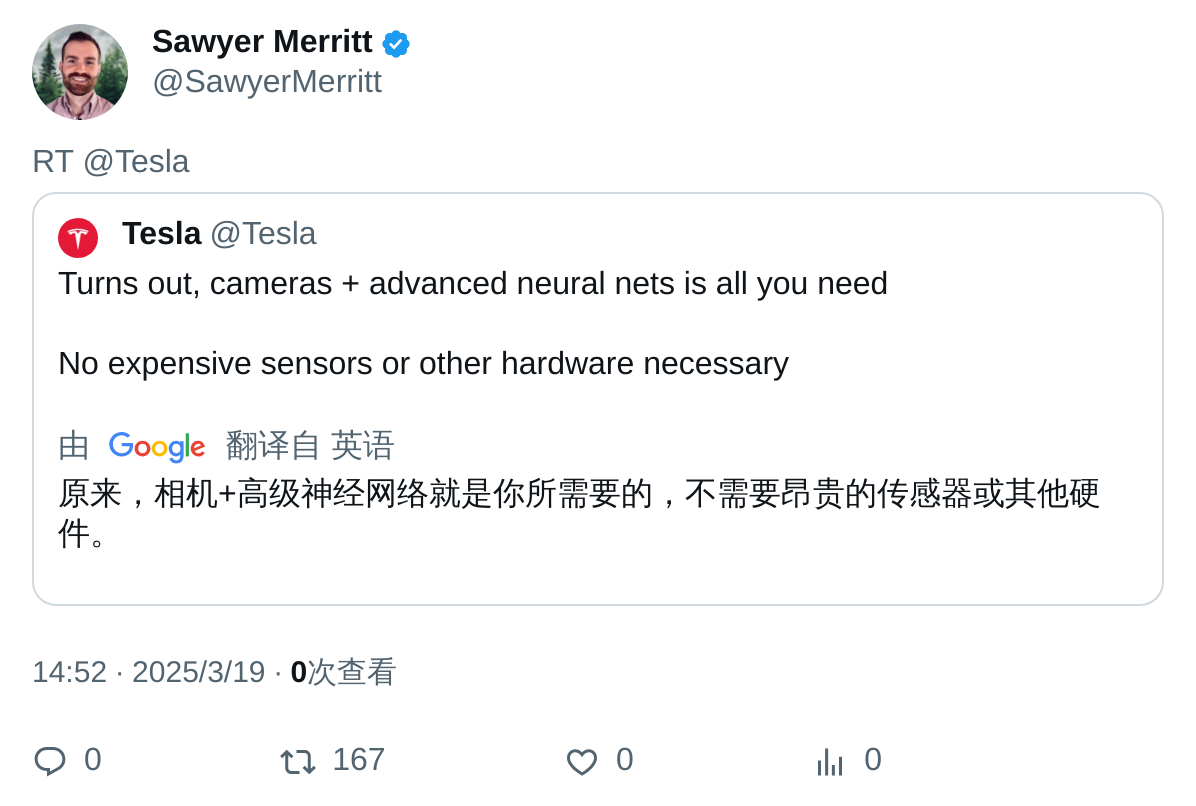 Sawyer Merritt
@SawyerMerritt
RT @Tesla
Tesla @Tesla
Turns out, cameras + advanced neural nets is all you need
No expensive sensors or other hardware necessary
由 Google 翻译自 英语
原来，相机+高级神经网络就是你所需要的，不需要昂贵的传感器或其他硬
件。
14:52 · 2025/3/19 · 0次查看
0 167 0 0